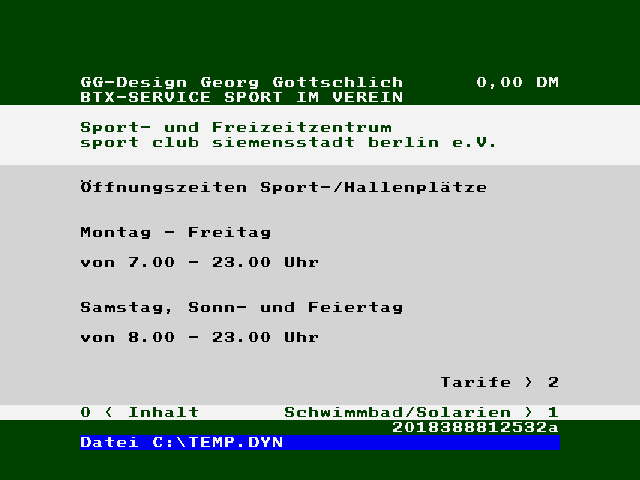 GG-Design Georg Gottschlich 0,00 DM
BTX-SERVICE SPORT IM VEREIN
Sport- und Freizeitzentrum
sport club siemensstadt berlin e.V.
Öffnungszeiten Sport-/Hallenplätze
Montag - Freitag
von 7.00 - 23.00 Uhr
Samstag, Sonn- und Feiertag
von 8.00 - 23.00 Uhr
Tarife > 2
0 < Inhalt Schwimmbad/Solarien > 1
2018388812532a
Datei C:\TEMP.DYN